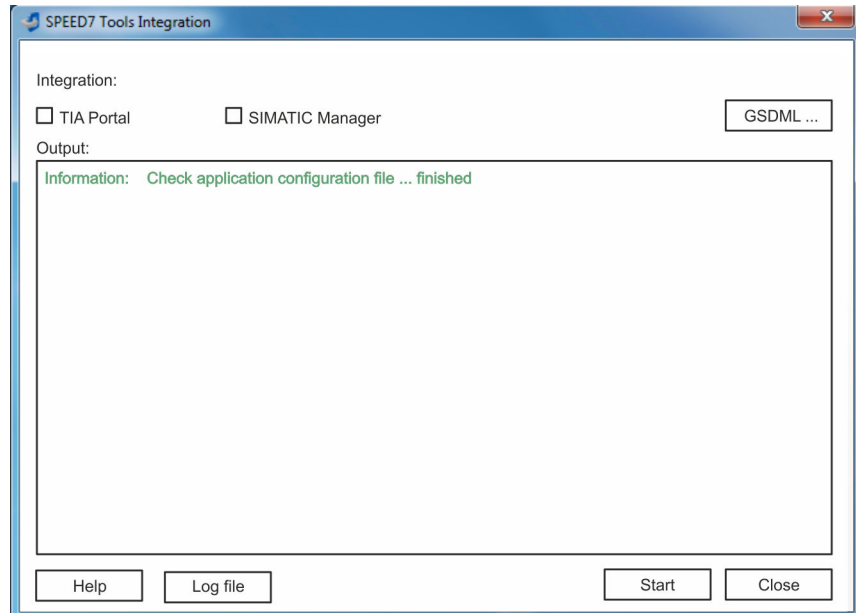 SPEED7 Tools Integration
x
Integration:
TIA Portal SIMATIC Manager GSDML ...
Output:
Information: Check application configuration file ... finished
Help Log file Start Close